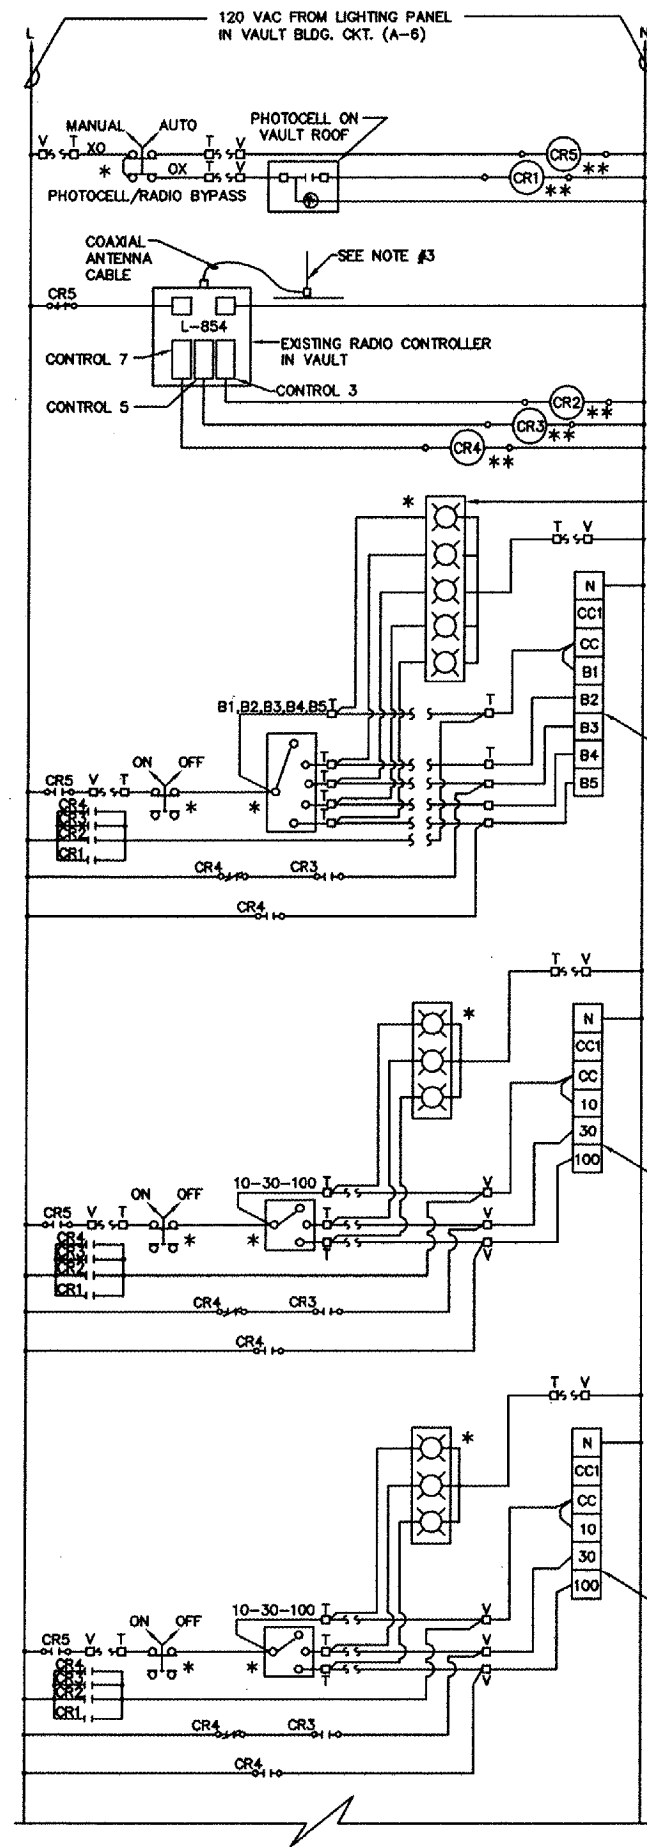 120 VAC FROM LIGHTING PANEL
IN VAULT BLDG. CKT. (A-6)
L N
MANUAL AUTO
PHOTOCELL ON
VAULT ROOF
V T XO T V CR5 **
* OX T V CR1 **
PHOTOCELL/RADIO BYPASS
COAXIAL
ANTENNA
CABLE
SEE NOTE #3
CR5
L-854
EXISTING RADIO CONTROLLER
IN VAULT
CONTROL 7
CONTROL 3
CONTROL 5
CR2 **
CR3 **
CR4 **
*
T V
N
CC1
CC
B1
B2
B3
B4
B5
B1,B2,B3,B4,B5 T T
T T
T
T
T
ON OFF
CR5 V T * *
CR4
CR3
CR2
CR1
CR4 CR3
CR4
T V
*
N
CC1
CC
10
30
100
10-30-100 T V
ON OFF
CR5 V T * * T V
T V
CR4
CR3
CR2
CR1
CR4 CR3
CR4
T V
*
N
CC1
CC
10
30
100
10-30-100 T V
ON OFF
CR5 V T * * T V
T V
CR4
CR3
CR2
CR1
CR4 CR3
CR4